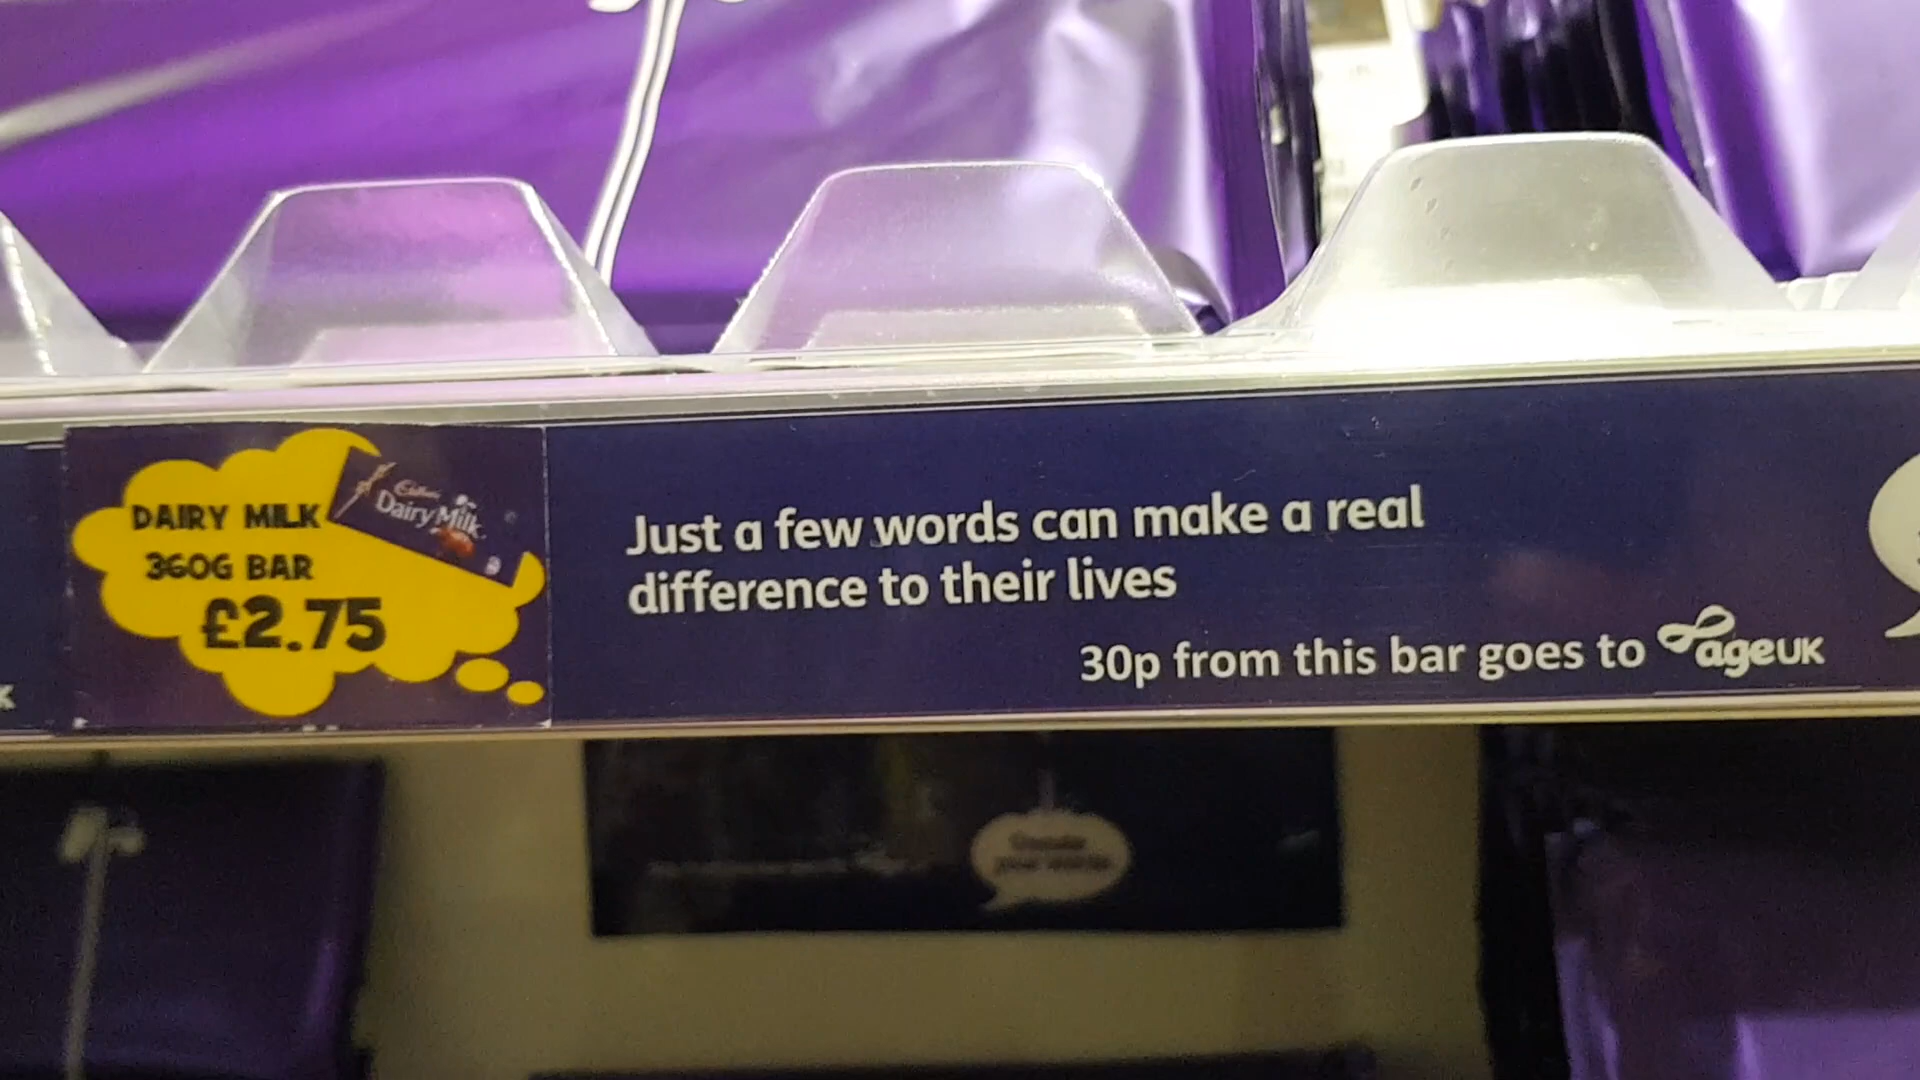 DAIRY MILK
360G BAR
£2.75
Cadbury
Dairy Milk
Just a few words can make a real
difference to their lives
30p from this bar goes to ageUK
K